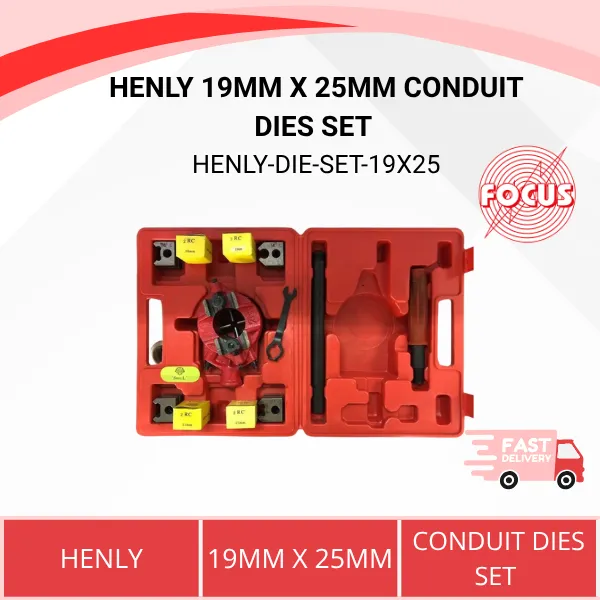 HENLY 19MM X 25MM CONDUIT
DIES SET
HENLY-DIE-SET-19X25
FOCUS
FAST
DELIVERY
HENLY
19MM X 25MM
CONDUIT DIES
SET